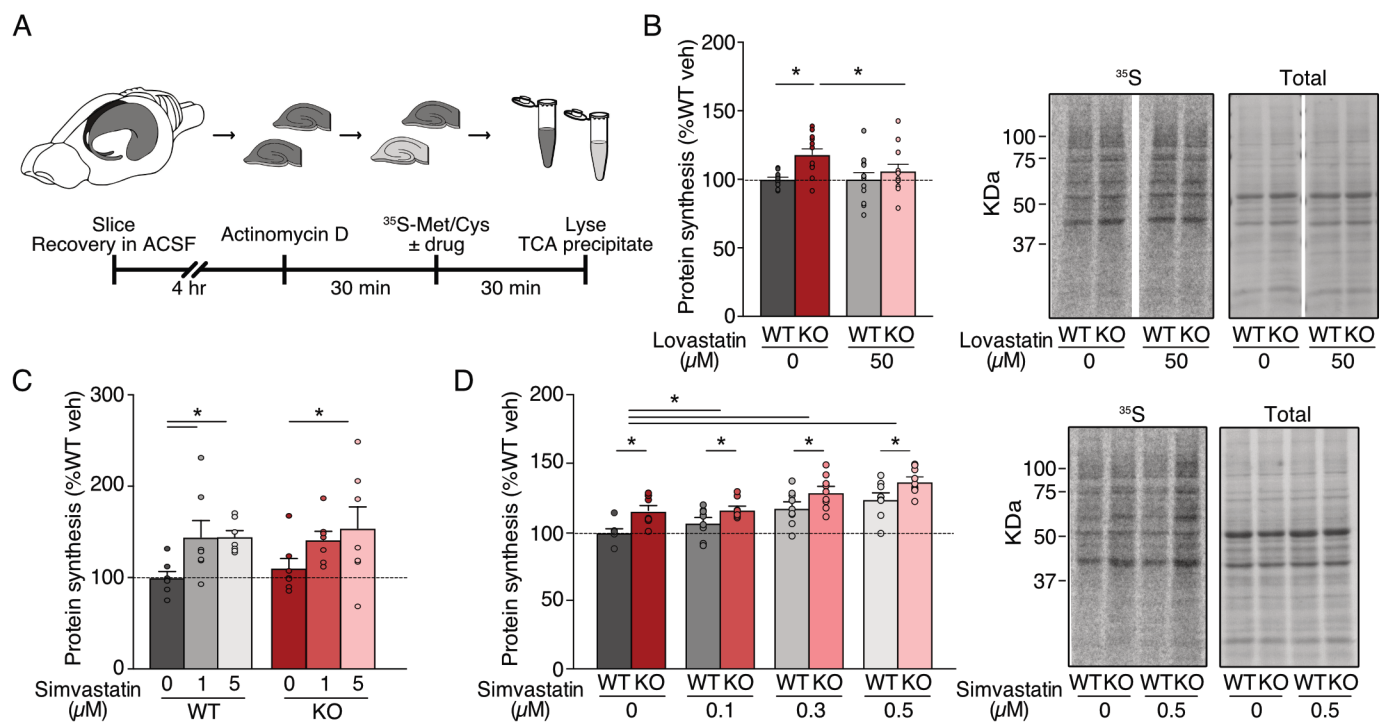 A
Slice
Recovery in ACSF
Actinomycin D
³⁵S-Met/Cys
± drug
Lyse
TCA precipitate
4 hr
30 min
30 min
B
Protein synthesis (%WT veh)
200
150
100
50
0
*
*
WT KO WT KO
Lovastatin
(µM)
0
50
³⁵S
Total
KDa
100
75
50
37
WT KO WT KO
WT KO WT KO
Lovastatin
(µM)
0
50
0
50
C
Protein synthesis (%WT veh)
300
200
100
0
*
*
Simvastatin
(µM)
0 1 5
0 1 5
WT
KO
D
Protein synthesis (%WT veh)
200
150
100
50
0
*
*
*
*
*
WT KO WT KO WT KO WT KO
Simvastatin
(µM)
0
0.1
0.3
0.5
³⁵S
Total
KDa
100
75
50
37
WT KO WT KO
WT KO WT KO
Simvastatin
(µM)
0
0.5
0
0.5